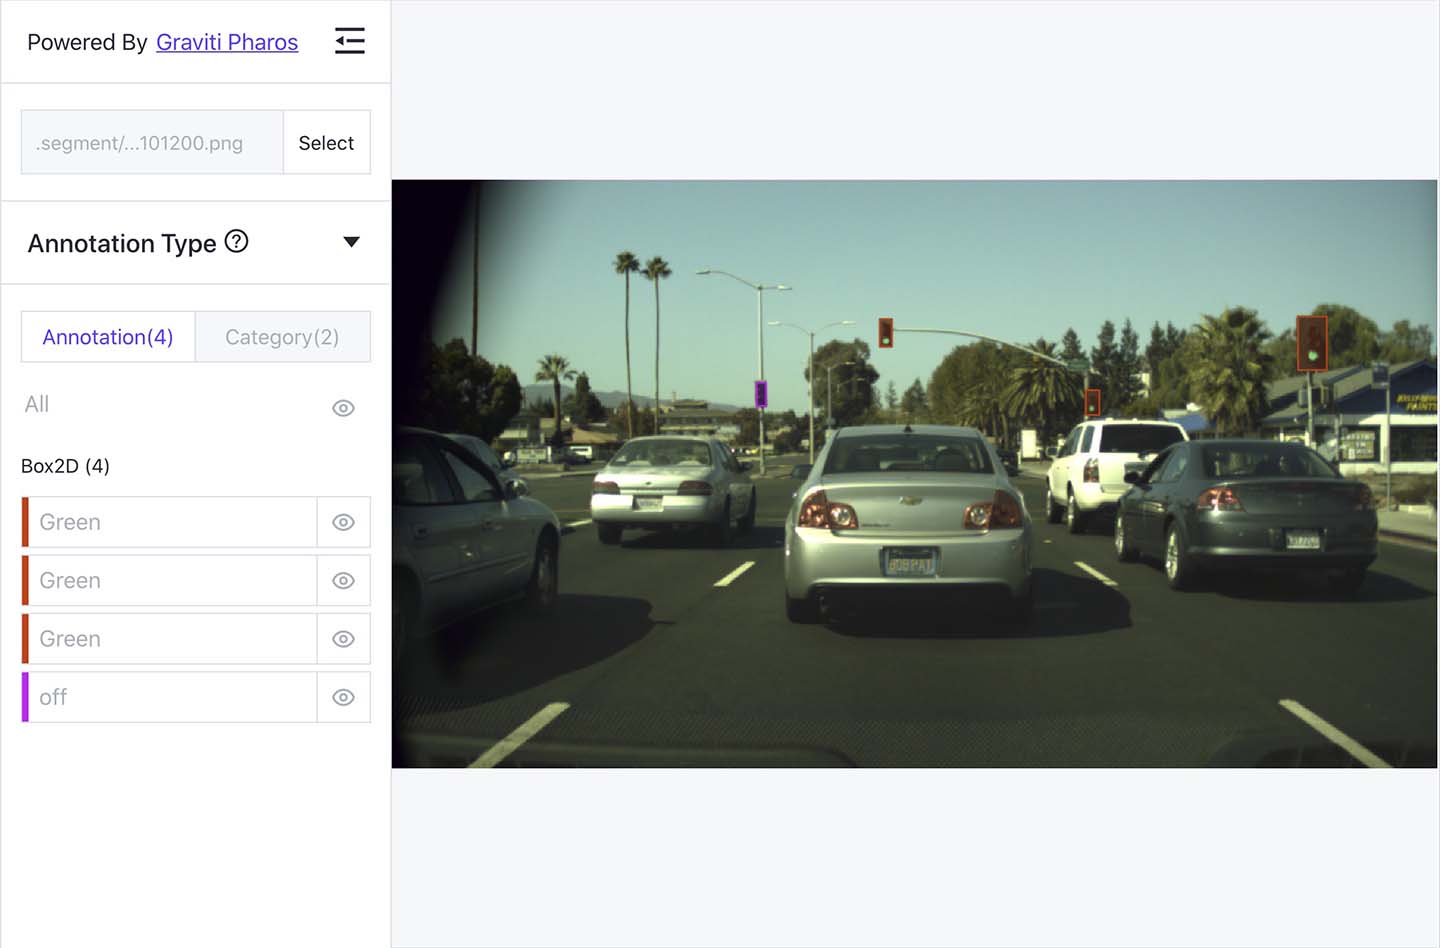 Powered By Graviti Pharos
.segment/...101200.png Select
Annotation Type ?
Annotation(4) Category(2)
All
Box2D (4)
Green
Green
Green
off